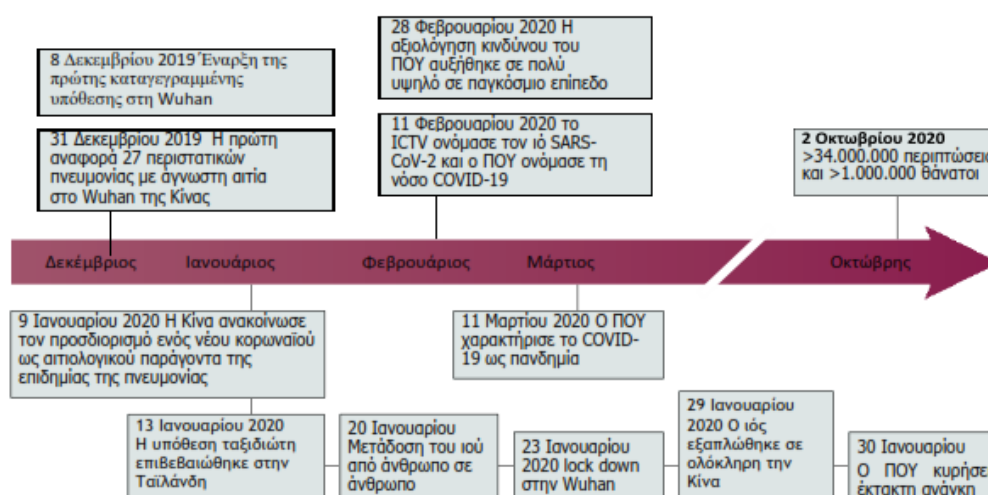 8 Δεκεμβρίου 2019 Έναρξη της
πρώτης καταγεγραμμένης
υπόθεσης στη Wuhan
31 Δεκεμβρίου 2019 Η πρώτη
αναφορά 27 περιστατικών
πνευμονίας με άγνωστη αιτία
στο Wuhan της Κίνας
28 Φεβρουαρίου 2020 Η
αξιολόγηση κινδύνου του
ΠΟΥ αυξήθηκε σε πολύ
υψηλό σε παγκόσμιο επίπεδο
11 Φεβρουαρίου 2020 το
ICTV ονόμασε τον ιό SARS-
CoV-2 και ο ΠΟΥ ονόμασε τη
νόσο COVID-19
2 Οκτωβρίου 2020
>34.000.000 περιπτώσεις
και >1.000.000 θάνατοι
Δεκέμβριος
Ιανουάριος
Φεβρουάριος
Μάρτιος
Οκτώβρης
9 Ιανουαρίου 2020 Η Κίνα ανακοίνωσε
τον προσδιορισμό ενός νέου κορωναϊού
ως αιτιολογικού παράγοντα της
επιδημίας της πνευμονίας
11 Μαρτίου 2020 Ο ΠΟΥ
χαρακτήρισε το COVID-
19 ως πανδημία
13 Ιανουαρίου 2020
Η υπόθεση ταξιδιώτη
επιβεβαιώθηκε στην
Ταϊλάνδη
20 Ιανουαρίου
Μετάδοση του ιού
από άνθρωπο σε
άνθρωπο
23 Ιανουαρίου
2020 lock down
στην Wuhan
29 Ιανουαρίου
2020 Ο ιός
εξαπλώθηκε σε
ολόκληρη την
Κίνα
30 Ιανουαρίου
Ο ΠΟΥ κυρήσε
έκτακτη ανάγκη